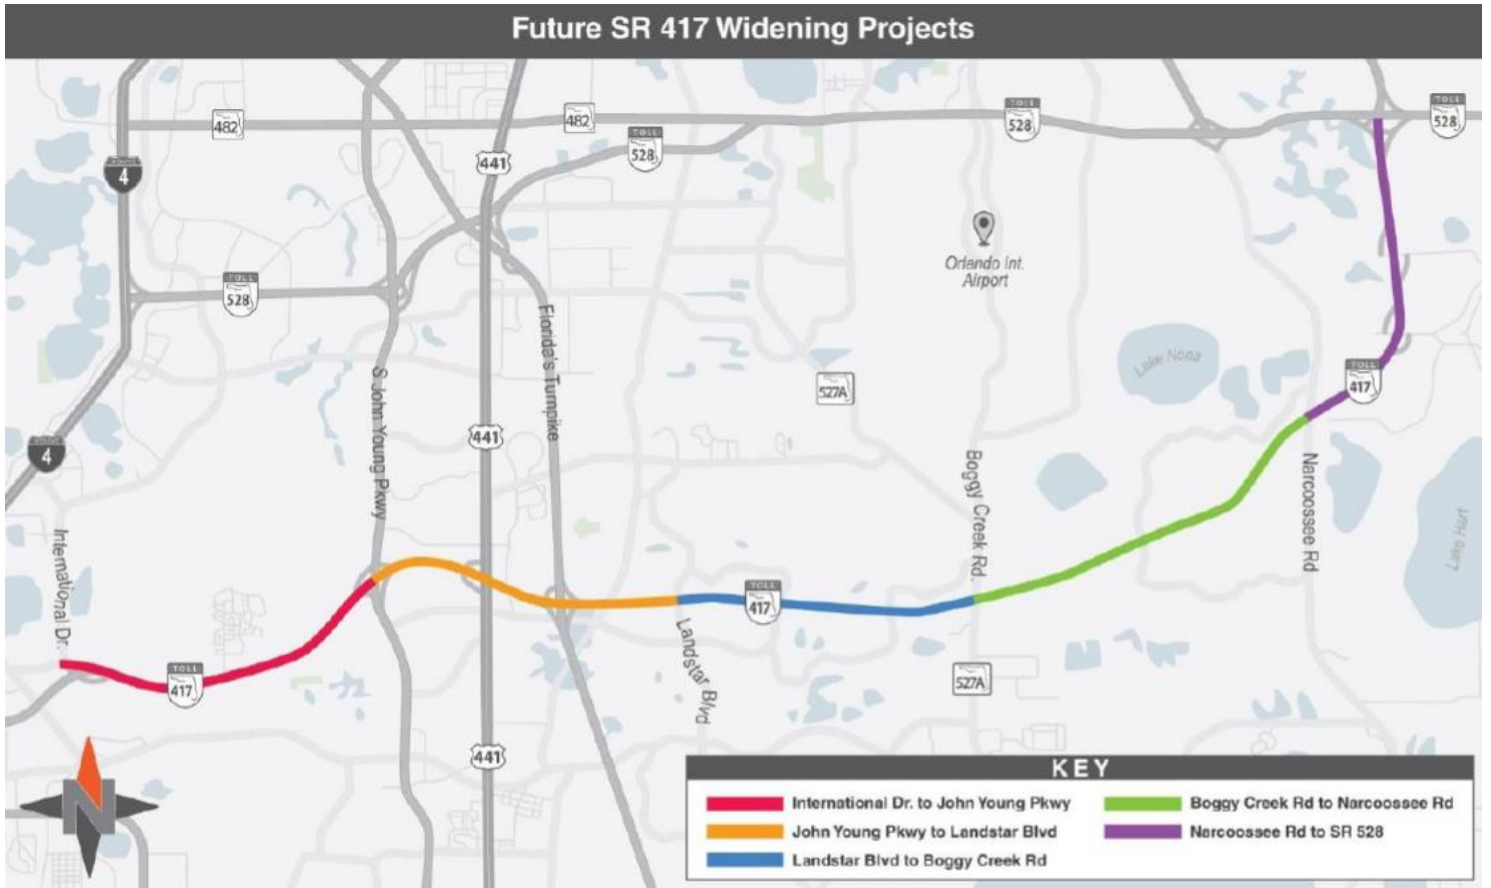 Future SR 417 Widening Projects
482
482
TOLL
528
TOLL
528
TOLL
528
441
4
TOLL
528
Orlando Int.
Airport
TOLL
528
Florida's Turnpike
S John Young Pkwy
Lake Nona
527A
TOLL
417
441
4
Boggy Creek Rd.
Narcoossee Rd
Lake Hart
International Dr.
TOLL
417
Landstar Blvd
TOLL
417
527A
441
N
KEY
International Dr. to John Young Pkwy
John Young Pkwy to Landstar Blvd
Landstar Blvd to Boggy Creek Rd
Boggy Creek Rd to Narcoossee Rd
Narcoossee Rd to SR 528